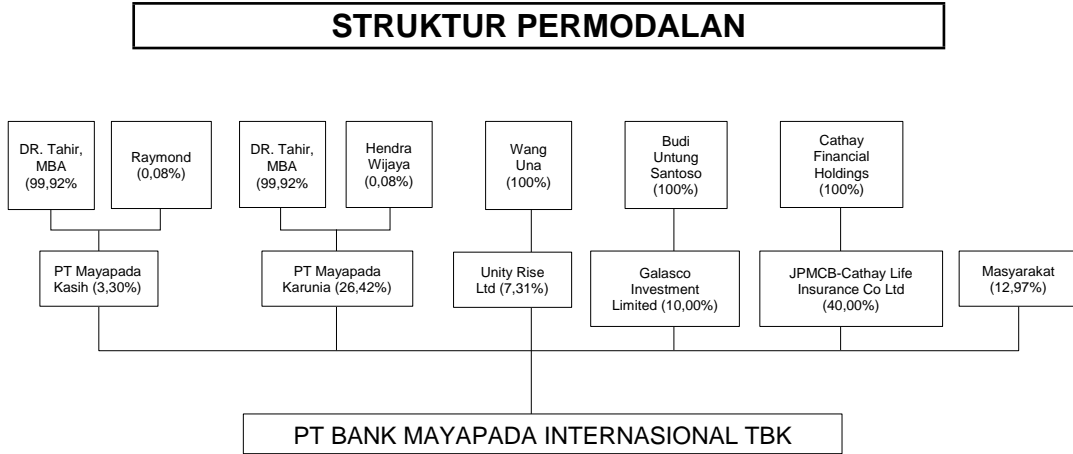 STRUKTUR PERMODALAN
DR. Tahir,
MBA
(99,92%
Raymond
(0,08%)
DR. Tahir,
MBA
(99,92%
Hendra
Wijaya
(0,08%)
Wang
Una
(100%)
Budi
Untung
Santoso
(100%)
Cathay
Financial
Holdings
(100%)
PT Mayapada
Kasih (3,30%)
PT Mayapada
Karunia (26,42%)
Unity Rise
Ltd (7,31%)
Galasco
Investment
Limited (10,00%)
JPMCB-Cathay Life
Insurance Co Ltd
(40,00%)
Masyarakat
(12,97%)
PT BANK MAYAPADA INTERNASIONAL TBK